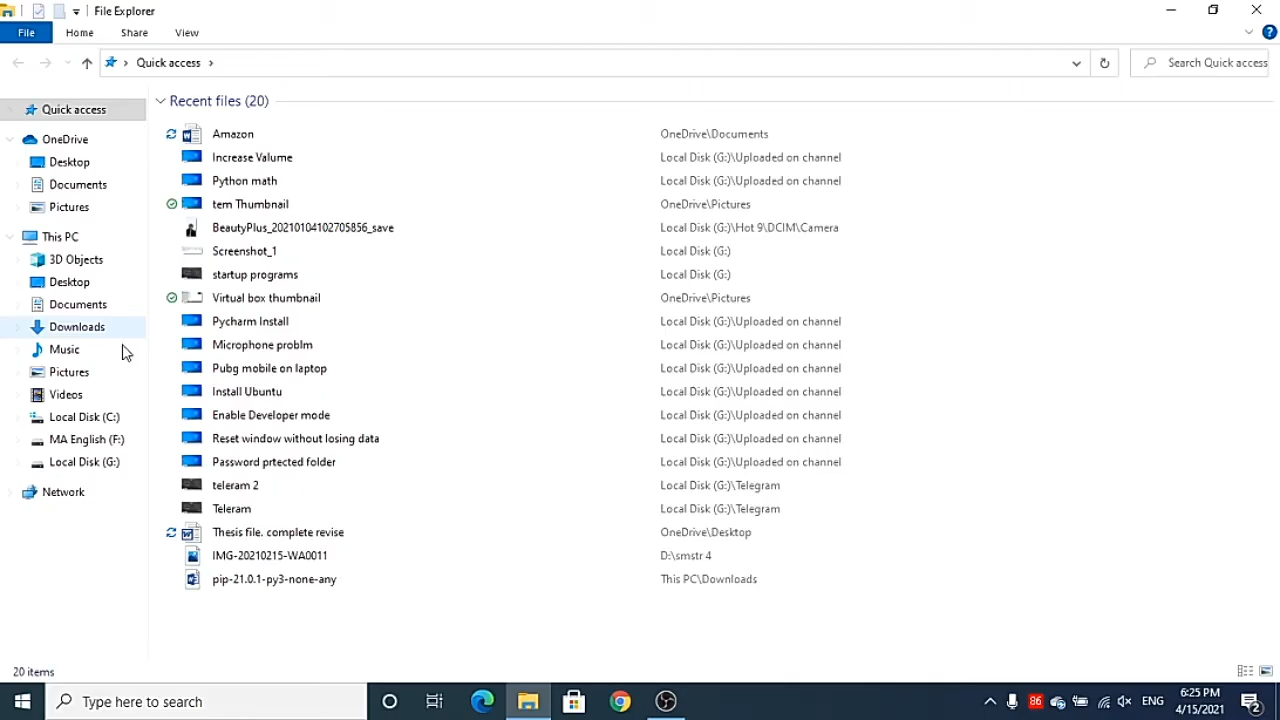 File Explorer
File Home Share View
Quick access Search Quick access
Quick access
OneDrive
Desktop
Documents
Pictures
This PC
3D Objects
Desktop
Documents
Downloads
Music
Pictures
Videos
Local Disk (C:)
MA English (F:)
Local Disk (G:)
Network
Recent files (20)
Amazon OneDrive\Documents
Increase Valume Local Disk (G:)\Uploaded on channel
Python math Local Disk (G:)\Uploaded on channel
tem Thumbnail OneDrive\Pictures
BeautyPlus_20210104102705856_save Local Disk (G:)\Hot 9\DCIM\Camera
Screenshot_1 Local Disk (G:)
startup programs Local Disk (G:)
Virtual box thumbnail OneDrive\Pictures
Pycharm Install Local Disk (G:)\Uploaded on channel
Microphone problm Local Disk (G:)\Uploaded on channel
Pubg mobile on laptop Local Disk (G:)\Uploaded on channel
Install Ubuntu Local Disk (G:)\Uploaded on channel
Enable Developer mode Local Disk (G:)\Uploaded on channel
Reset window without losing data Local Disk (G:)\Uploaded on channel
Password prtected folder Local Disk (G:)\Uploaded on channel
teleram 2 Local Disk (G:)\Telegram
Teleram Local Disk (G:)\Telegram
Thesis file. complete revise OneDrive\Desktop
IMG-20210215-WA0011 D:\smstr 4
pip-21.0.1-py3-none-any This PC\Downloads
20 items
Type here to search
86
ENG
6:25 PM
4/15/2021
2